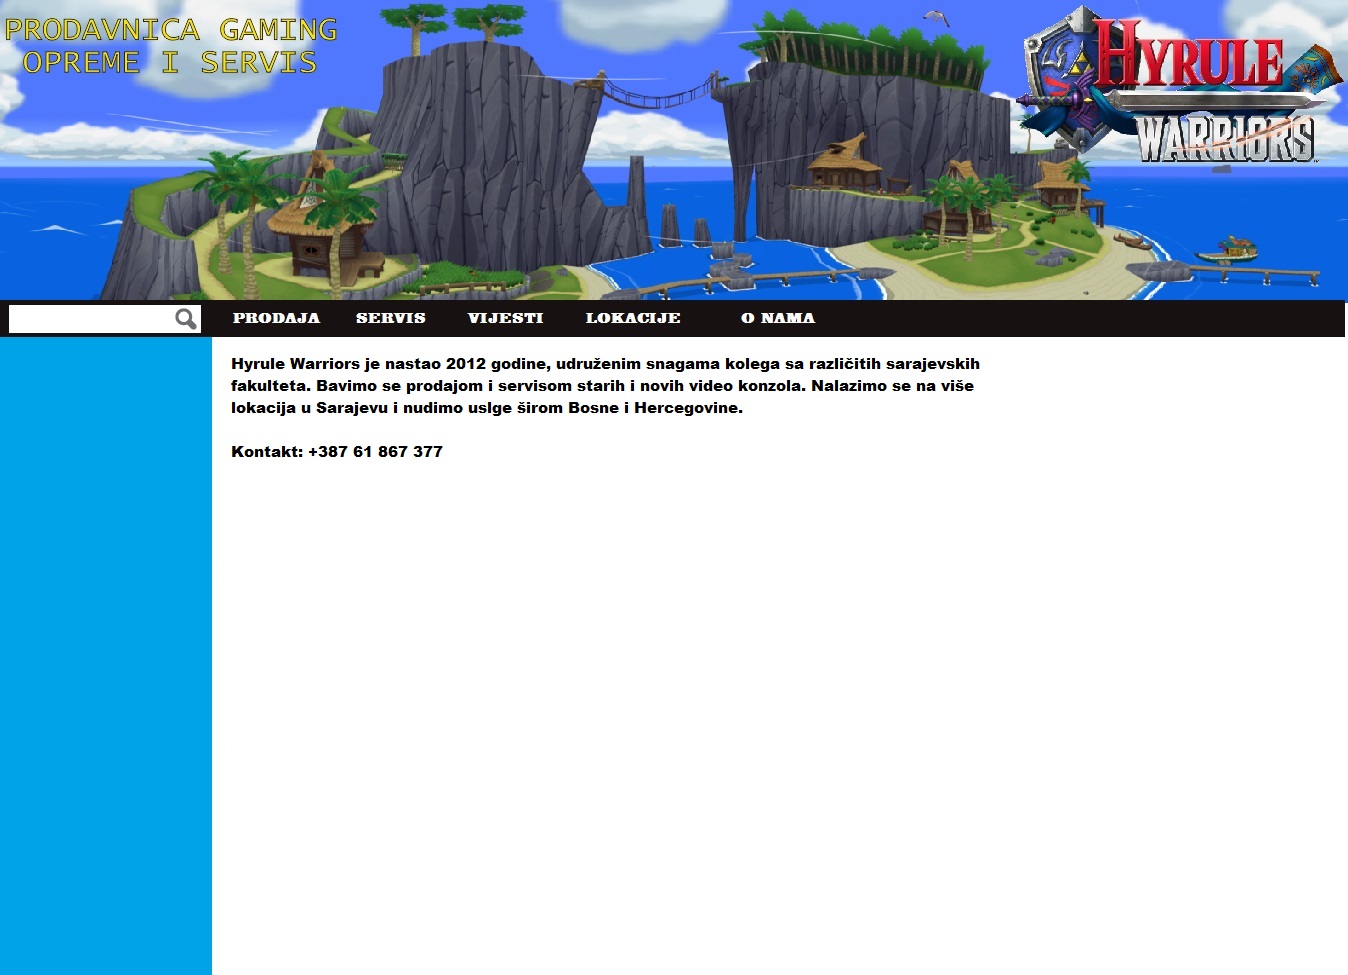 PRODAVNICA GAMING
OPREME I SERVIS
HYRULE
WARRIORS
PRODAJA SERVIS VIJESTI LOKACIJE O NAMA
Hyrule Warriors je nastao 2012 godine, udruženim snagama kolega sa različitih sarajevskih
fakulteta. Bavimo se prodajom i servisom starih i novih video konzola. Nalazimo se na više
lokacija u Sarajevu i nudimo uslge širom Bosne i Hercegovine.
Kontakt: +387 61 867 377